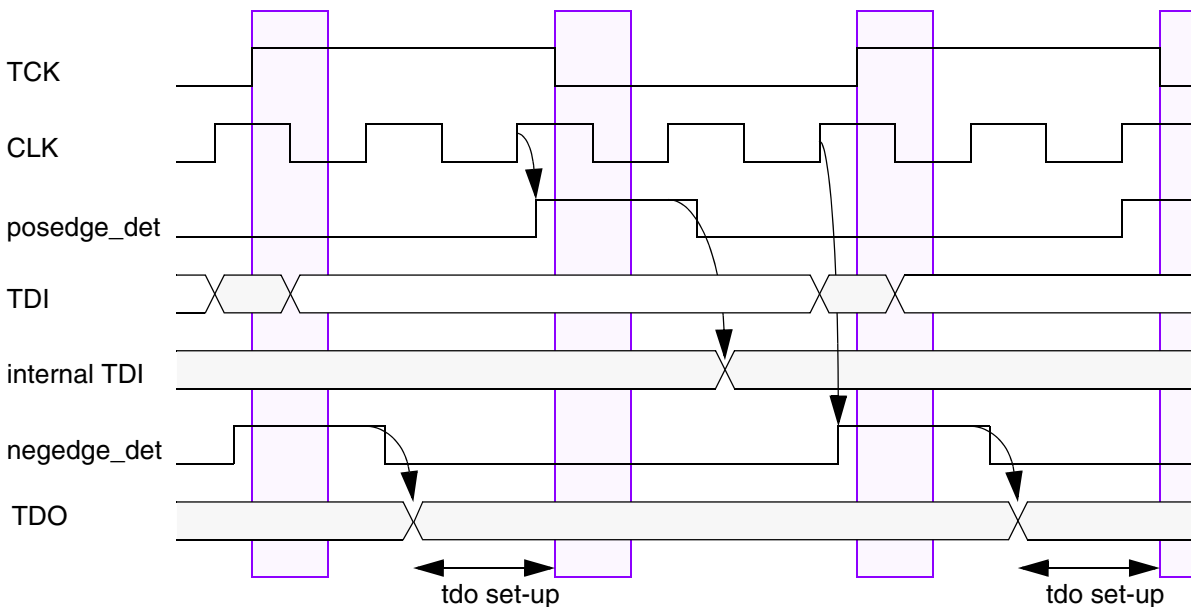 TCK
CLK
posedge_det
TDI
internal TDI
negedge_det
TDO
tdo set-up
tdo set-up